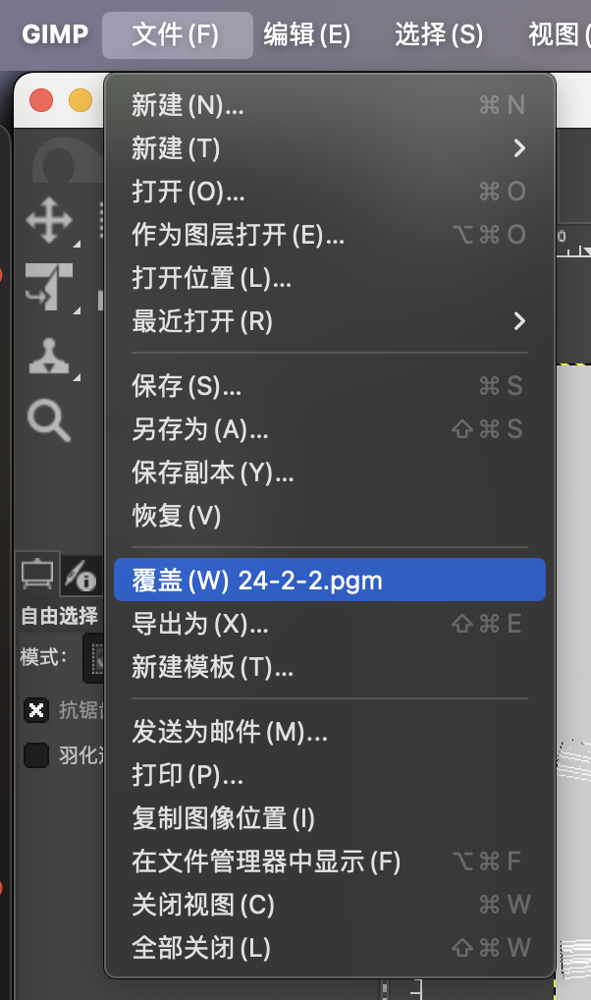 GIMP 文件(F) 编辑(E) 选择(S) 视图(
新建(N)... ⌘N
新建(T)
打开(O)... ⌘O
作为图层打开(E)... ⌥⌘O
打开位置(L)...
最近打开(R)
保存(S)... ⌘S
另存为(A)... ⇧⌘S
保存副本(Y)...
恢复(V)
覆盖(W) 24-2-2.pgm
导出为(X)... ⇧⌘E
新建模板(T)...
发送为邮件(M)...
打印(P)...
复制图像位置(I)
在文件管理器中显示(F) ⌥⌘F
关闭视图(C) ⌘W
全部关闭(L) ⇧⌘W
自由选择
模式:
抗锯
羽化
0